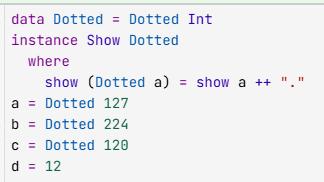 data Dotted = Dotted Int
instance Show Dotted
  where
    show (Dotted a) = show a ++ "."
a = Dotted 127
b = Dotted 224
c = Dotted 120
d = 12